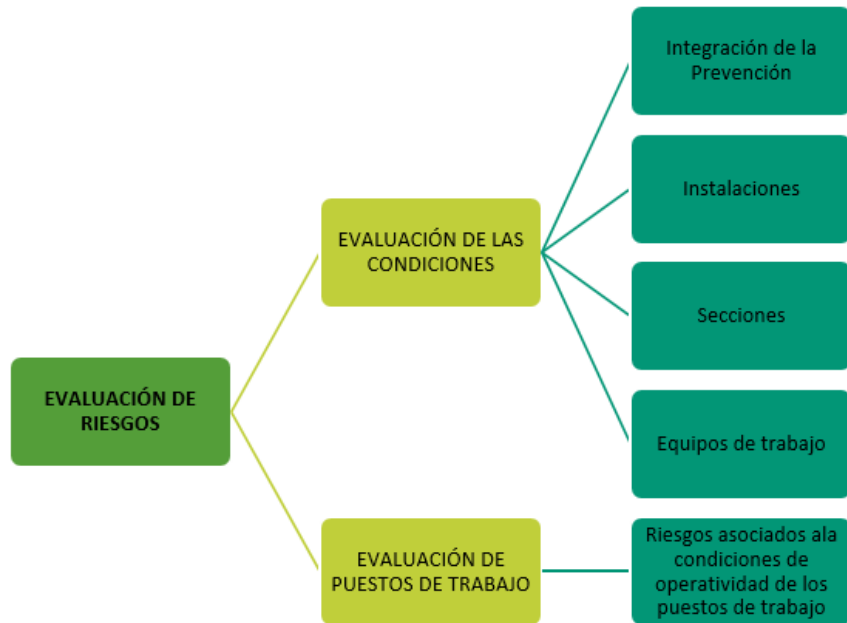 EVALUACIÓN DE
RIESGOS
EVALUACIÓN DE LAS
CONDICIONES
Integración de la
Prevención
Instalaciones
Secciones
Equipos de trabajo
EVALUACIÓN DE
PUESTOS DE TRABAJO
Riesgos asociados ala
condiciones de
operatividad de los
puestos de trabajo